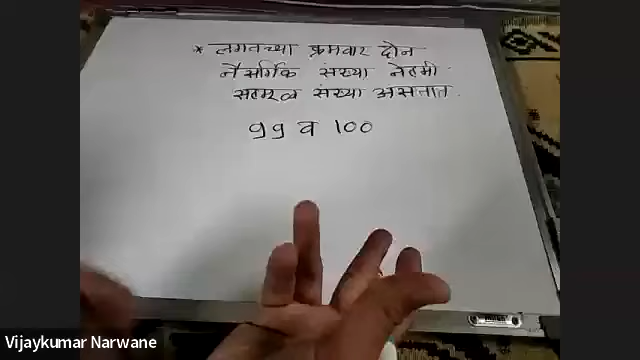 * लगतच्या क्रमवार दोन
नैसर्गिक संख्या नेहमी
सहमूळ संख्या असतात.
99 व 100
Vijaykumar Narwane